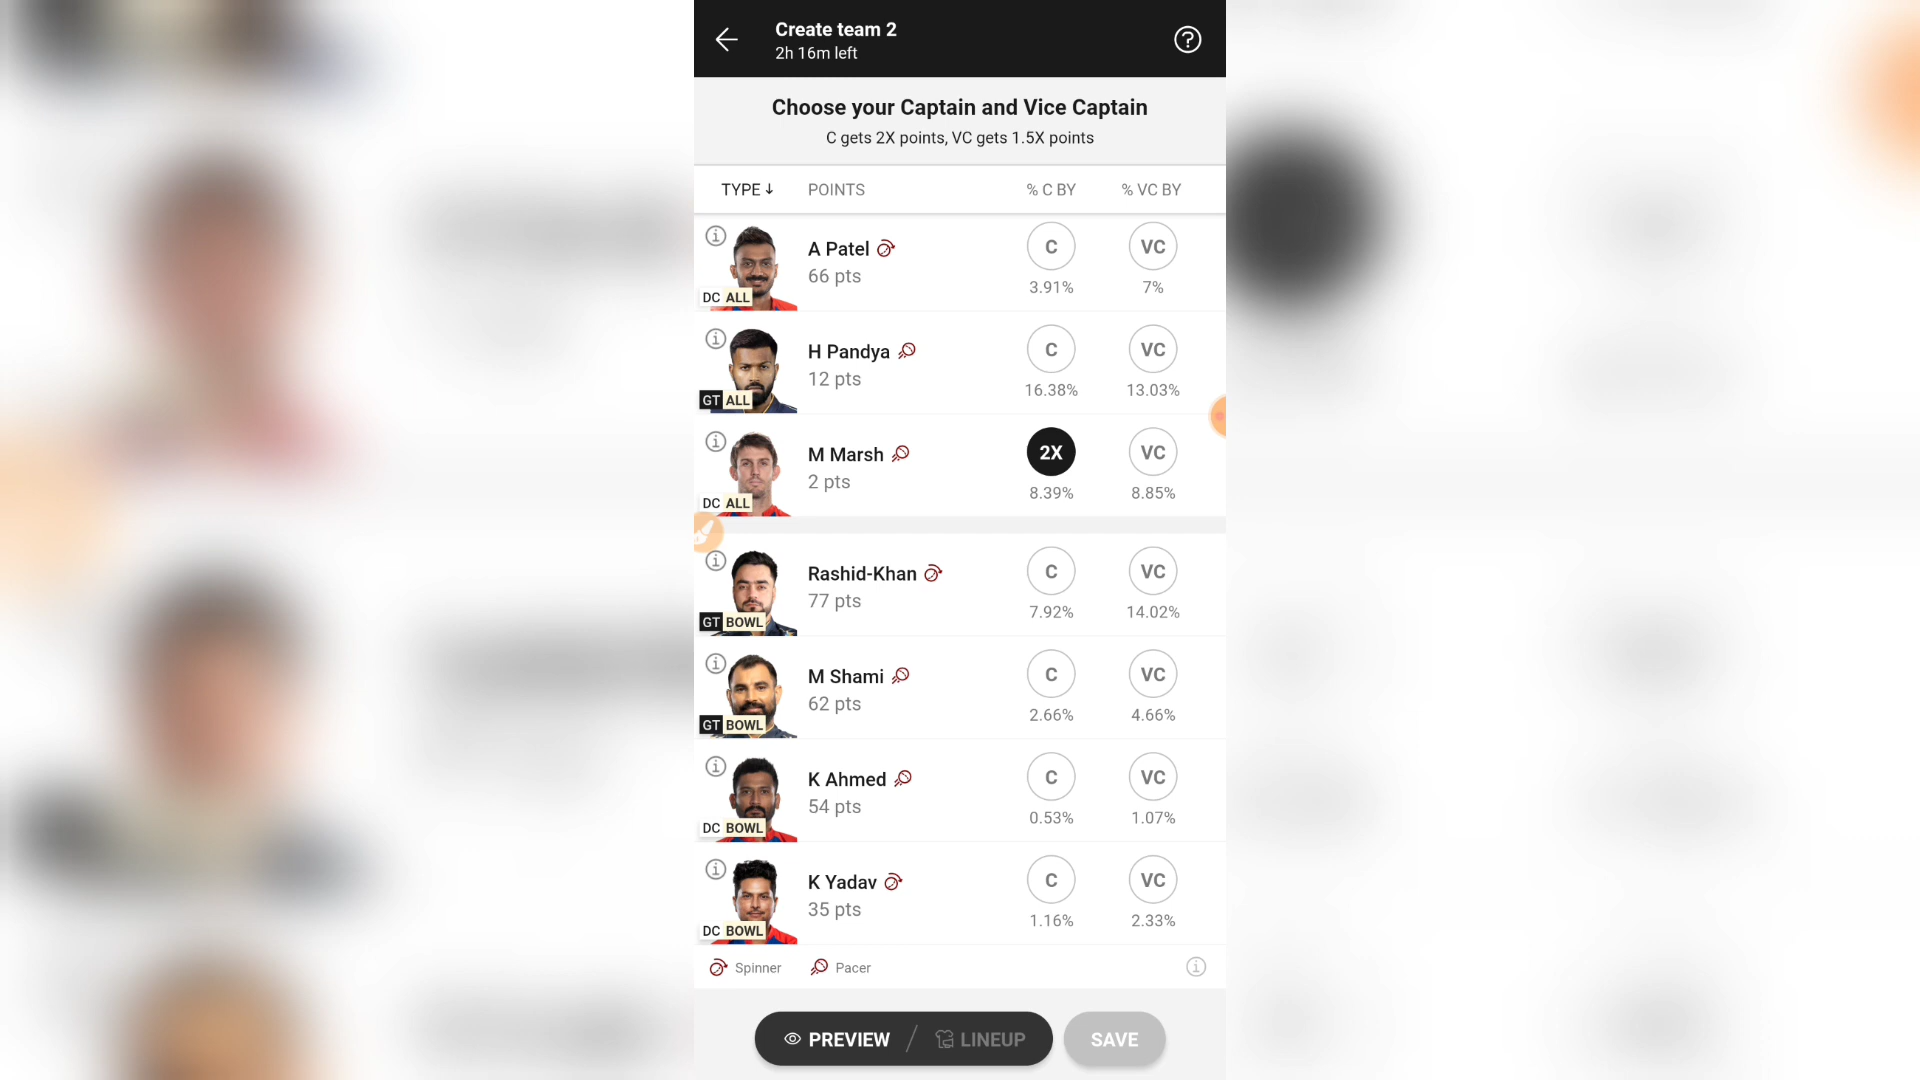 Create team 2
2h 16m left
Choose your Captain and Vice Captain
C gets 2X points, VC gets 1.5X points
TYPE↓ POINTS % C BY % VC BY
A Patel C VC
66 pts 3.91% 7%
DC ALL
H Pandya C VC
12 pts 16.38% 13.03%
GT ALL
M Marsh 2X VC
2 pts 8.39% 8.85%
DC ALL
Rashid-Khan C VC
77 pts 7.92% 14.02%
GT BOWL
M Shami C VC
62 pts 2.66% 4.66%
GT BOWL
K Ahmed C VC
54 pts 0.53% 1.07%
DC BOWL
K Yadav C VC
35 pts 1.16% 2.33%
DC BOWL
Spinner Pacer
PREVIEW / LINEUP SAVE